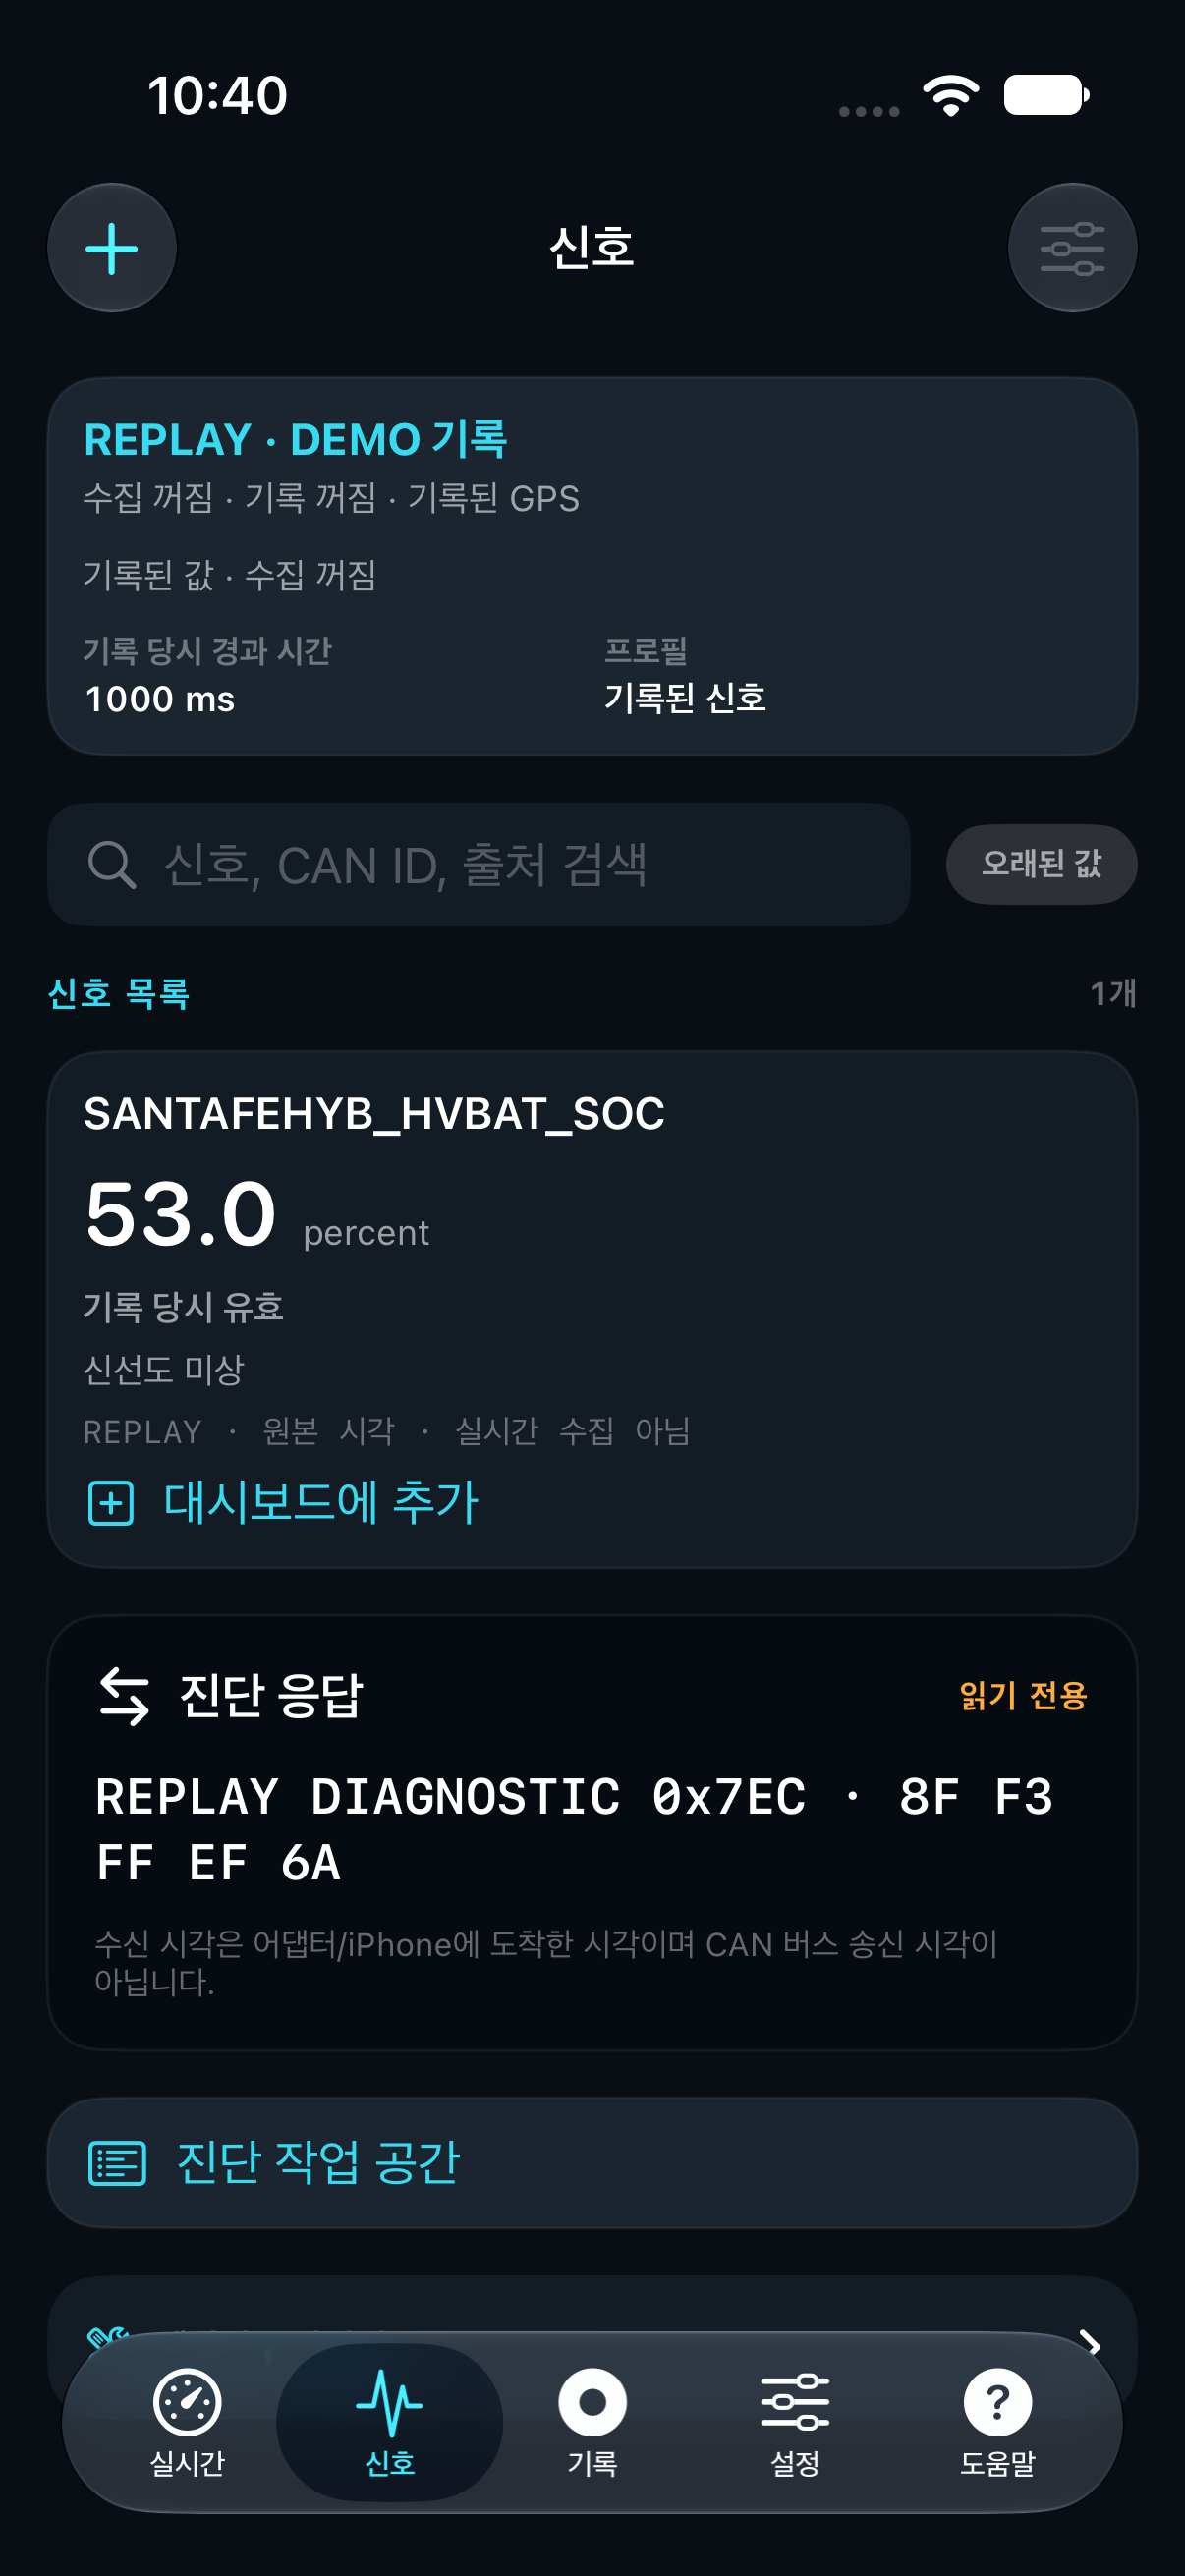 10:40
신호
REPLAY · DEMO 기록
수집 꺼짐 · 기록 꺼짐 · 기록된 GPS
기록된 값 · 수집 꺼짐
기록 당시 경과 시간 프로필
1000 ms 기록된 신호
신호, CAN ID, 출처 검색 오래된 값
신호 목록 1개
SANTAFEHYB_HVBAT_SOC
53.0 percent
기록 당시 유효
신선도 미상
REPLAY · 원본 시각 · 실시간 수집 아님
대시보드에 추가
진단 응답 읽기 전용
REPLAY DIAGNOSTIC 0x7EC · 8F F3
FF EF 6A
수신 시각은 어댑터/iPhone에 도착한 시각이며 CAN 버스 송신 시각이
아닙니다.
진단 작업 공간
실시간 신호 기록 설정 도움말